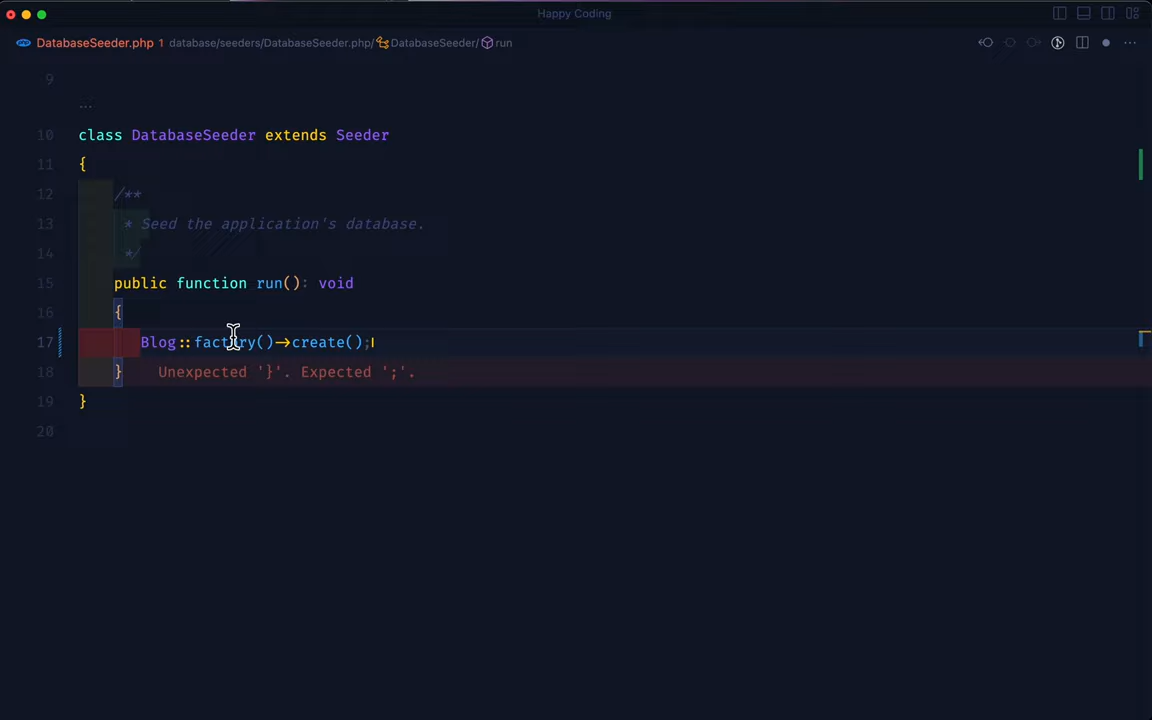 Happy Coding
DatabaseSeeder.php 1 database/seeders/DatabaseSeeder.php/DatabaseSeeder/run
9
...
10 class DatabaseSeeder extends Seeder
11 {
12 /**
13 * Seed the application's database.
14 */
15 public function run(): void
16 {
17 Blog::factory()->create();
18 } Unexpected '}'. Expected ';'.
19 }
20